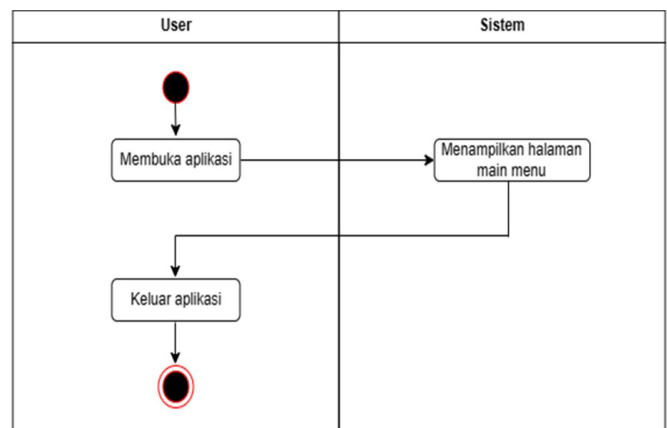 User
Sistem
Membuka aplikasi
Menampilkan halaman
main menu
Keluar aplikasi